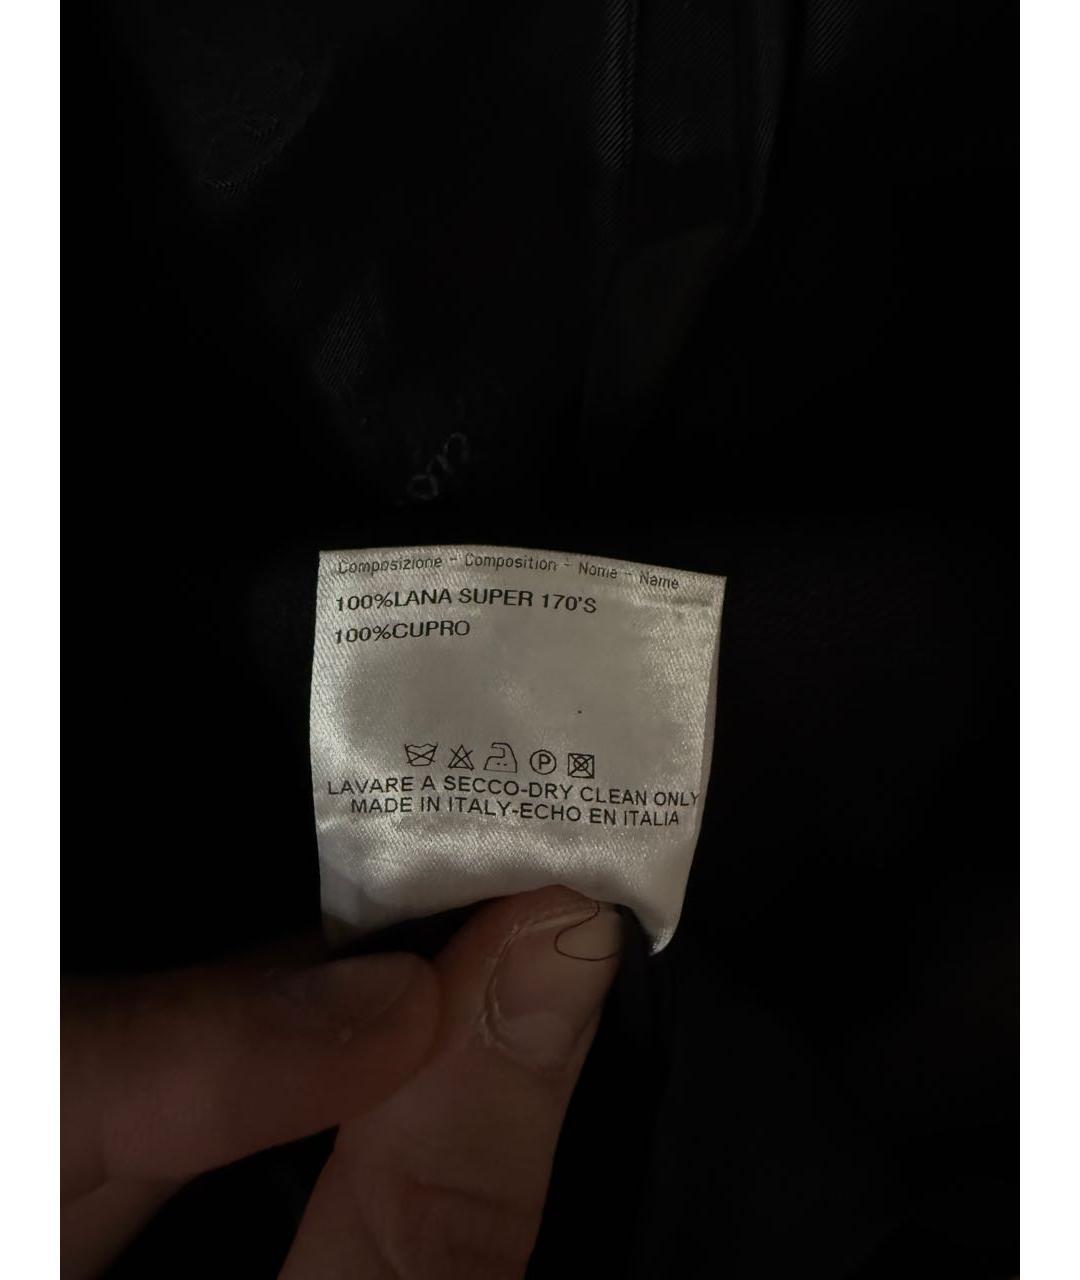 Composizione - Composition - Nome - Name
100%LANA SUPER 170'S
100%CUPRO
P
LAVARE A SECCO-DRY CLEAN ONLY
MADE IN ITALY-ECHO EN ITALIA